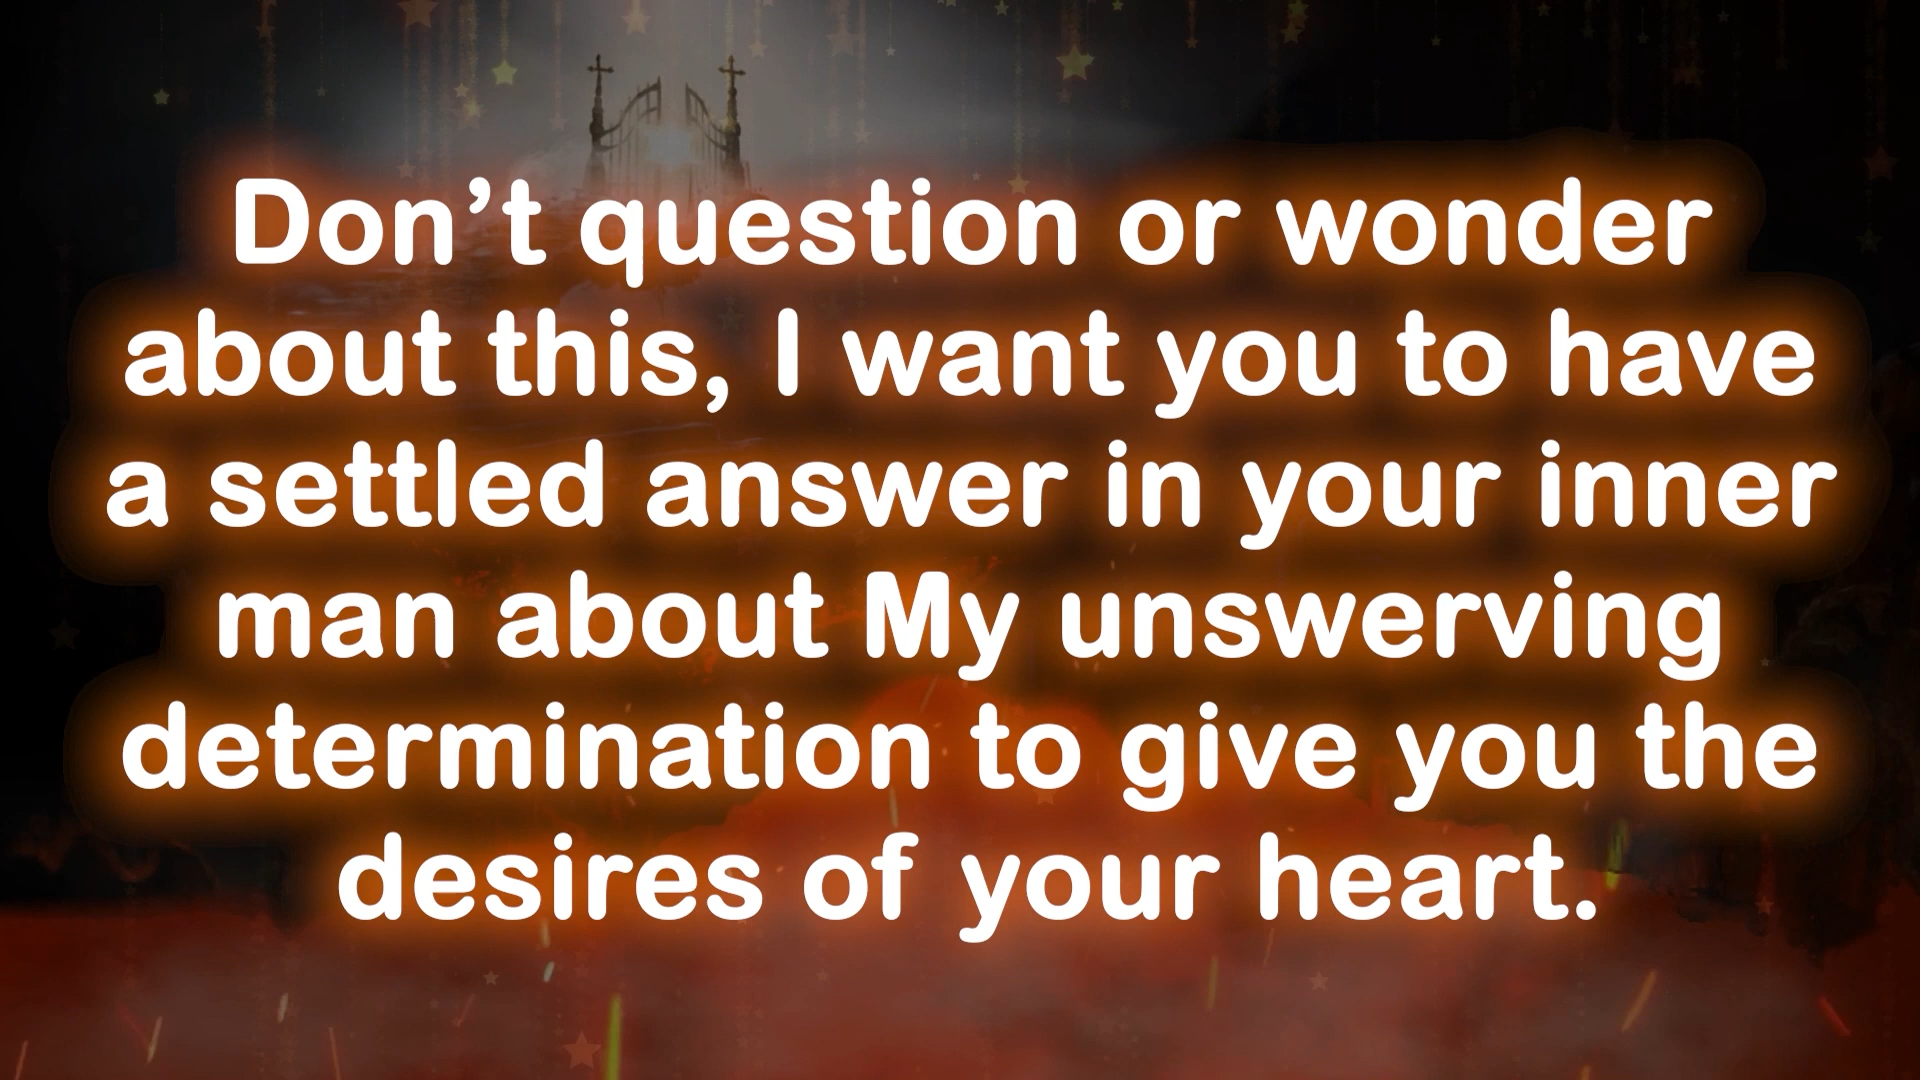 Don’t question or wonder
about this, I want you to have
a settled answer in your inner
man about My unswerving
determination to give you the
desires of your heart.